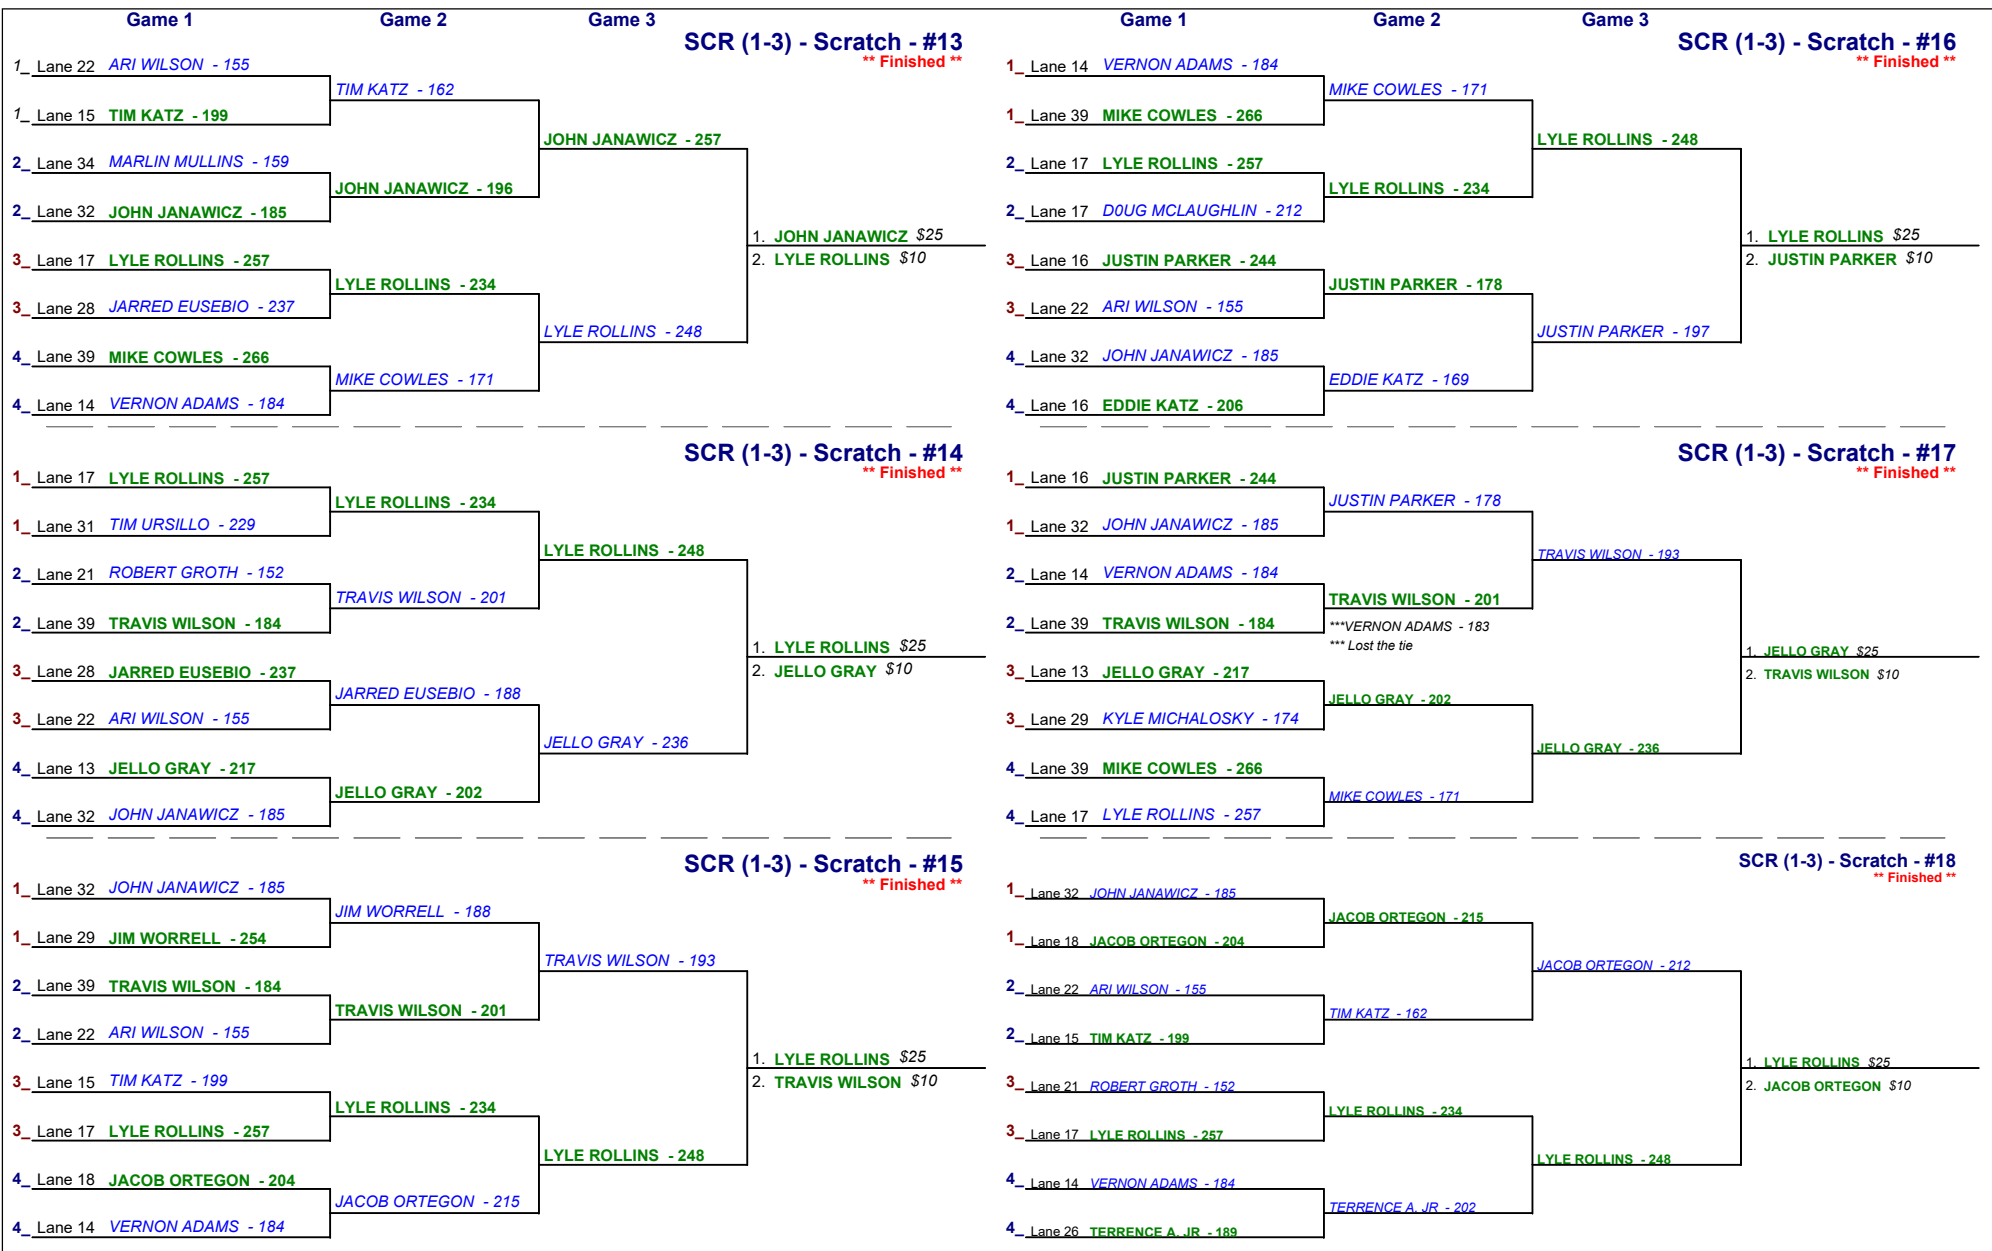 Game 1 Game 2 Game 3
SCR (1-3) - Scratch - #13
** Finished **
1_ Lane 22 ARI WILSON - 155
TIM KATZ - 162
1_ Lane 15 TIM KATZ - 199
JOHN JANAWICZ - 257
2_ Lane 34 MARLIN MULLINS - 159
JOHN JANAWICZ - 196
2_ Lane 32 JOHN JANAWICZ - 185
1. JOHN JANAWICZ $25
2. LYLE ROLLINS $10
3_ Lane 17 LYLE ROLLINS - 257
LYLE ROLLINS - 234
3_ Lane 28 JARRED EUSEBIO - 237
LYLE ROLLINS - 248
4_ Lane 39 MIKE COWLES - 266
MIKE COWLES - 171
4_ Lane 14 VERNON ADAMS - 184
SCR (1-3) - Scratch - #14
** Finished **
1_ Lane 17 LYLE ROLLINS - 257
LYLE ROLLINS - 234
1_ Lane 31 TIM URSILLO - 229
LYLE ROLLINS - 248
2_ Lane 21 ROBERT GROTH - 152
TRAVIS WILSON - 201
2_ Lane 39 TRAVIS WILSON - 184
1. LYLE ROLLINS $25
2. JELLO GRAY $10
3_ Lane 28 JARRED EUSEBIO - 237
JARRED EUSEBIO - 188
3_ Lane 22 ARI WILSON - 155
JELLO GRAY - 236
4_ Lane 13 JELLO GRAY - 217
JELLO GRAY - 202
4_ Lane 32 JOHN JANAWICZ - 185
SCR (1-3) - Scratch - #15
** Finished **
1_ Lane 32 JOHN JANAWICZ - 185
JIM WORRELL - 188
1_ Lane 29 JIM WORRELL - 254
TRAVIS WILSON - 193
2_ Lane 39 TRAVIS WILSON - 184
TRAVIS WILSON - 201
2_ Lane 22 ARI WILSON - 155
1. LYLE ROLLINS $25
2. TRAVIS WILSON $10
3_ Lane 15 TIM KATZ - 199
LYLE ROLLINS - 234
3_ Lane 17 LYLE ROLLINS - 257
LYLE ROLLINS - 248
4_ Lane 18 JACOB ORTEGON - 204
JACOB ORTEGON - 215
4_ Lane 14 VERNON ADAMS - 184
Game 1 Game 2 Game 3
SCR (1-3) - Scratch - #16
** Finished **
1_ Lane 14 VERNON ADAMS - 184
MIKE COWLES - 171
1_ Lane 39 MIKE COWLES - 266
LYLE ROLLINS - 248
2_ Lane 17 LYLE ROLLINS - 257
LYLE ROLLINS - 234
2_ Lane 17 D0UG MCLAUGHLIN - 212
1. LYLE ROLLINS $25
2. JUSTIN PARKER $10
3_ Lane 16 JUSTIN PARKER - 244
JUSTIN PARKER - 178
3_ Lane 22 ARI WILSON - 155
JUSTIN PARKER - 197
4_ Lane 32 JOHN JANAWICZ - 185
EDDIE KATZ - 169
4_ Lane 16 EDDIE KATZ - 206
SCR (1-3) - Scratch - #17
** Finished **
1_ Lane 16 JUSTIN PARKER - 244
JUSTIN PARKER - 178
1_ Lane 32 JOHN JANAWICZ - 185
TRAVIS WILSON - 193
2_ Lane 14 VERNON ADAMS - 184
TRAVIS WILSON - 201
2_ Lane 39 TRAVIS WILSON - 184
***VERNON ADAMS - 183
*** Lost the tie
1. JELLO GRAY $25
2. TRAVIS WILSON $10
3_ Lane 13 JELLO GRAY - 217
JELLO GRAY - 202
3_ Lane 29 KYLE MICHALOSKY - 174
JELLO GRAY - 236
4_ Lane 39 MIKE COWLES - 266
MIKE COWLES - 171
4_ Lane 17 LYLE ROLLINS - 257
SCR (1-3) - Scratch - #18
** Finished **
1_ Lane 32 JOHN JANAWICZ - 185
JACOB ORTEGON - 215
1_ Lane 18 JACOB ORTEGON - 204
JACOB ORTEGON - 212
2_ Lane 22 ARI WILSON - 155
TIM KATZ - 162
2_ Lane 15 TIM KATZ - 199
1. LYLE ROLLINS $25
2. JACOB ORTEGON $10
3_ Lane 21 ROBERT GROTH - 152
LYLE ROLLINS - 234
3_ Lane 17 LYLE ROLLINS - 257
LYLE ROLLINS - 248
4_ Lane 14 VERNON ADAMS - 184
TERRENCE A. JR - 202
4_ Lane 26 TERRENCE A. JR - 189